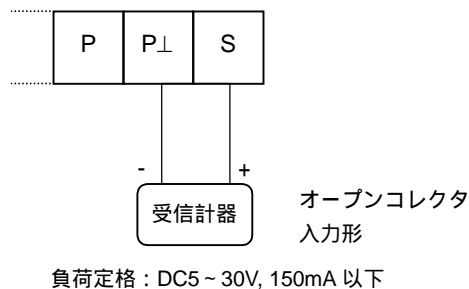 P P⊥ S
- +
受信計器
オープンコレクタ
入力形
負荷定格：DC5～30V, 150mA 以下